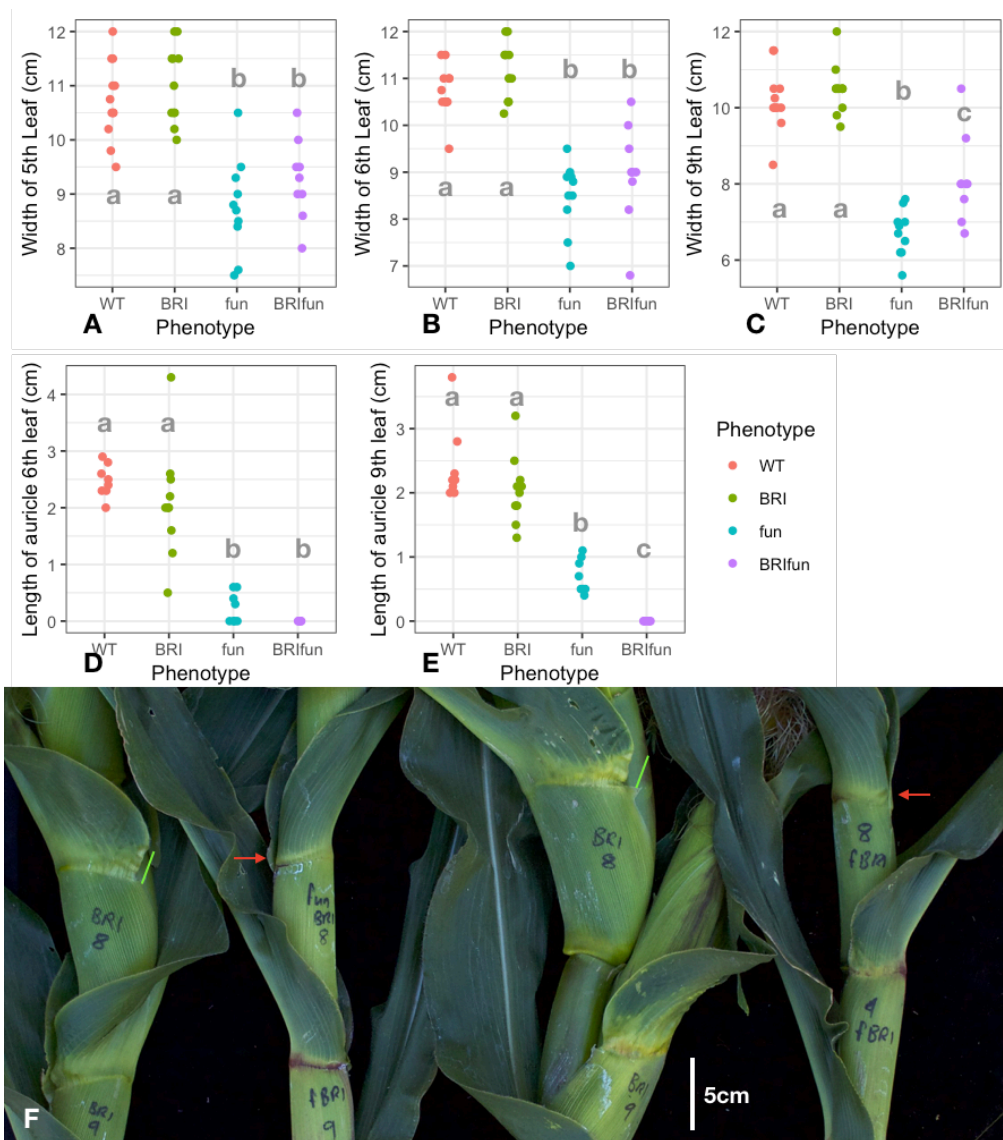 Width of 5th Leaf (cm)
12
11
10
9
8
a
a
b
b
WT
BRI
fun
BRIfun
A
Phenotype
Width of 6th Leaf (cm)
12
11
10
9
8
7
a
a
b
b
WT
BRI
fun
BRIfun
B
Phenotype
Width of 9th Leaf (cm)
12
10
8
6
a
a
b
c
WT
BRI
fun
BRIfun
C
Phenotype
Length of auricle 6th leaf (cm)
4
3
2
1
0
a
a
b
b
WT
BRI
fun
BRIfun
D
Phenotype
Length of auricle 9th leaf (cm)
3
2
1
0
a
a
b
c
WT
BRI
fun
BRIfun
E
Phenotype
Phenotype
WT
BRI
fun
BRIfun
BRI
8
fun
BRI
8
BRI
8
8
fBRI
BRI
9
fBRI
9
BRI
9
fBRI
5cm
F